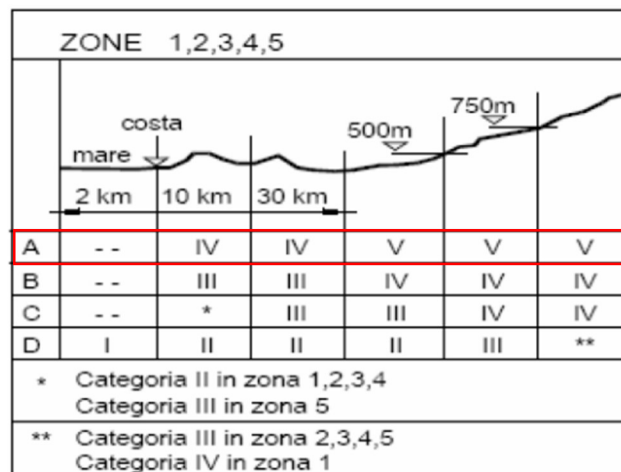 ZONE 1,2,3,4,5
750m
500m
costa
mare
2 km 10 km 30 km
A -- IV IV V V V
B -- III III IV IV IV
C -- * III III IV IV
D I II II II III **
* Categoria II in zona 1,2,3,4
Categoria III in zona 5
** Categoria III in zona 2,3,4,5
Categoria IV in zona 1